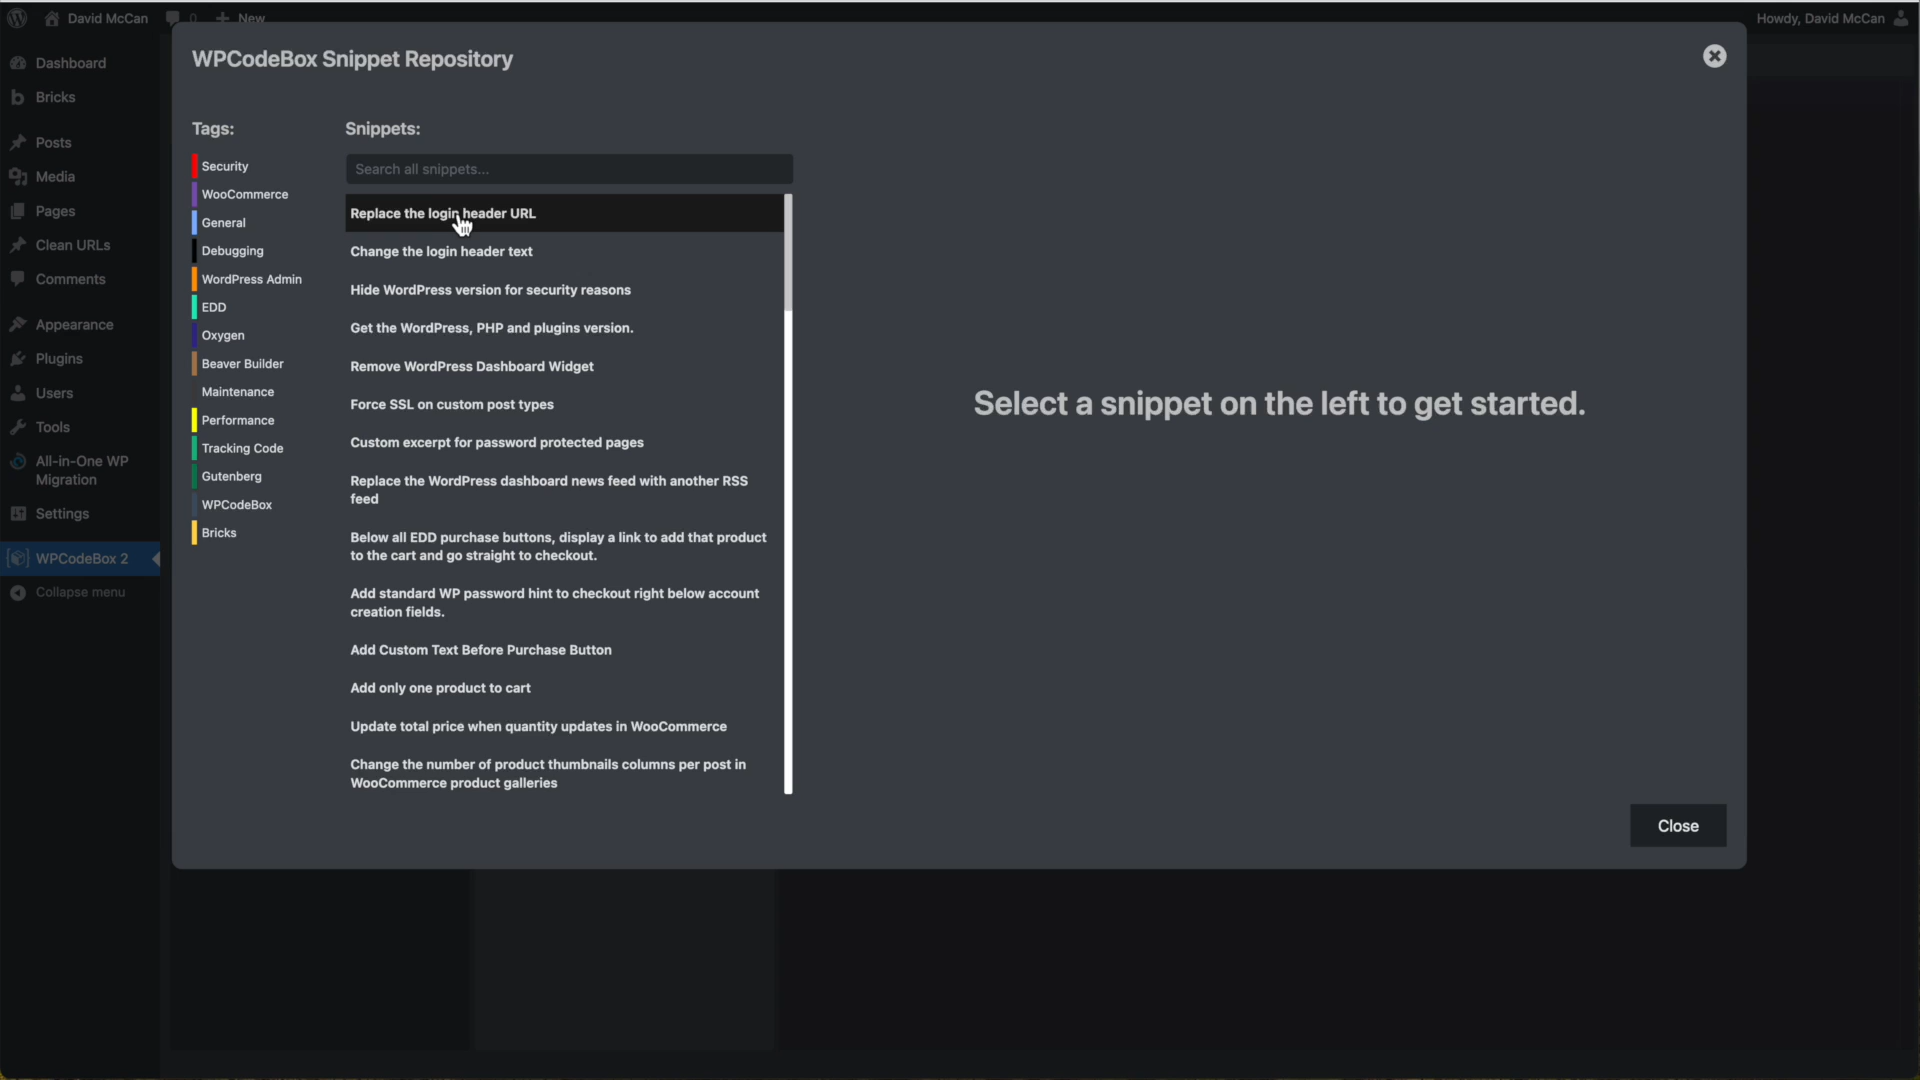 David McCan
0
New
Howdy, David McCan
Dashboard
Bricks
Posts
Media
Pages
Clean URLs
Comments
Appearance
Plugins
Users
Tools
All-in-One WP
Migration
Settings
WPCodeBox 2
Collapse menu
WPCodeBox Snippet Repository
Tags:
Security
WooCommerce
General
Debugging
WordPress Admin
EDD
Oxygen
Beaver Builder
Maintenance
Performance
Tracking Code
Gutenberg
WPCodeBox
Bricks
Snippets:
Search all snippets...
Replace the login header URL
Change the login header text
Hide WordPress version for security reasons
Get the WordPress, PHP and plugins version.
Remove WordPress Dashboard Widget
Force SSL on custom post types
Custom excerpt for password protected pages
Replace the WordPress dashboard news feed with another RSS
feed
Below all EDD purchase buttons, display a link to add that product
to the cart and go straight to checkout.
Add standard WP password hint to checkout right below account
creation fields.
Add Custom Text Before Purchase Button
Add only one product to cart
Update total price when quantity updates in WooCommerce
Change the number of product thumbnails columns per post in
WooCommerce product galleries
Select a snippet on the left to get started.
Close